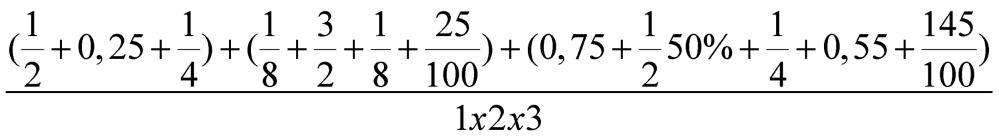 (1/2 + 0,25 + 1/4) + (1/8 + 3/2 + 1/8 + 25/100) + (0,75 + 1/2 50% + 1/4 + 0,55 + 145/100)
1x2x3